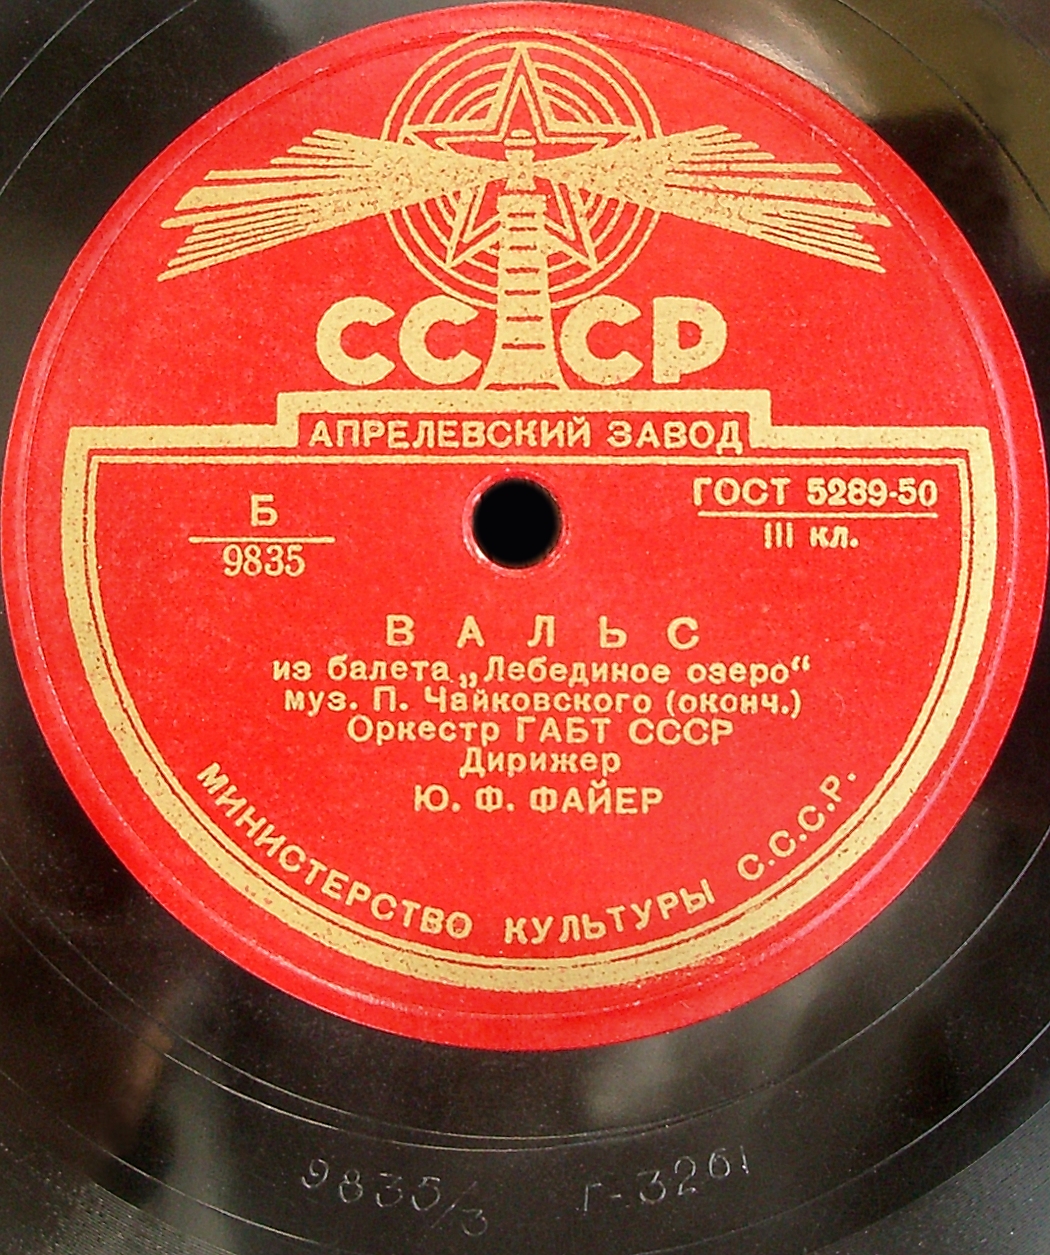 СССР
АПРЕЛЕВСКИЙ ЗАВОД
Б
9835
ГОСТ 5289-50
III кл.
ВАЛЬС
из балета „Лебединое озеро“
муз. П. Чайковского (оконч.)
Оркестр ГАБТ СССР
Дирижер
Ю. Ф. ФАЙЕР
МИНИСТЕРСТВО КУЛЬТУРЫ С.С.С.Р.
9835/3 Г-3261